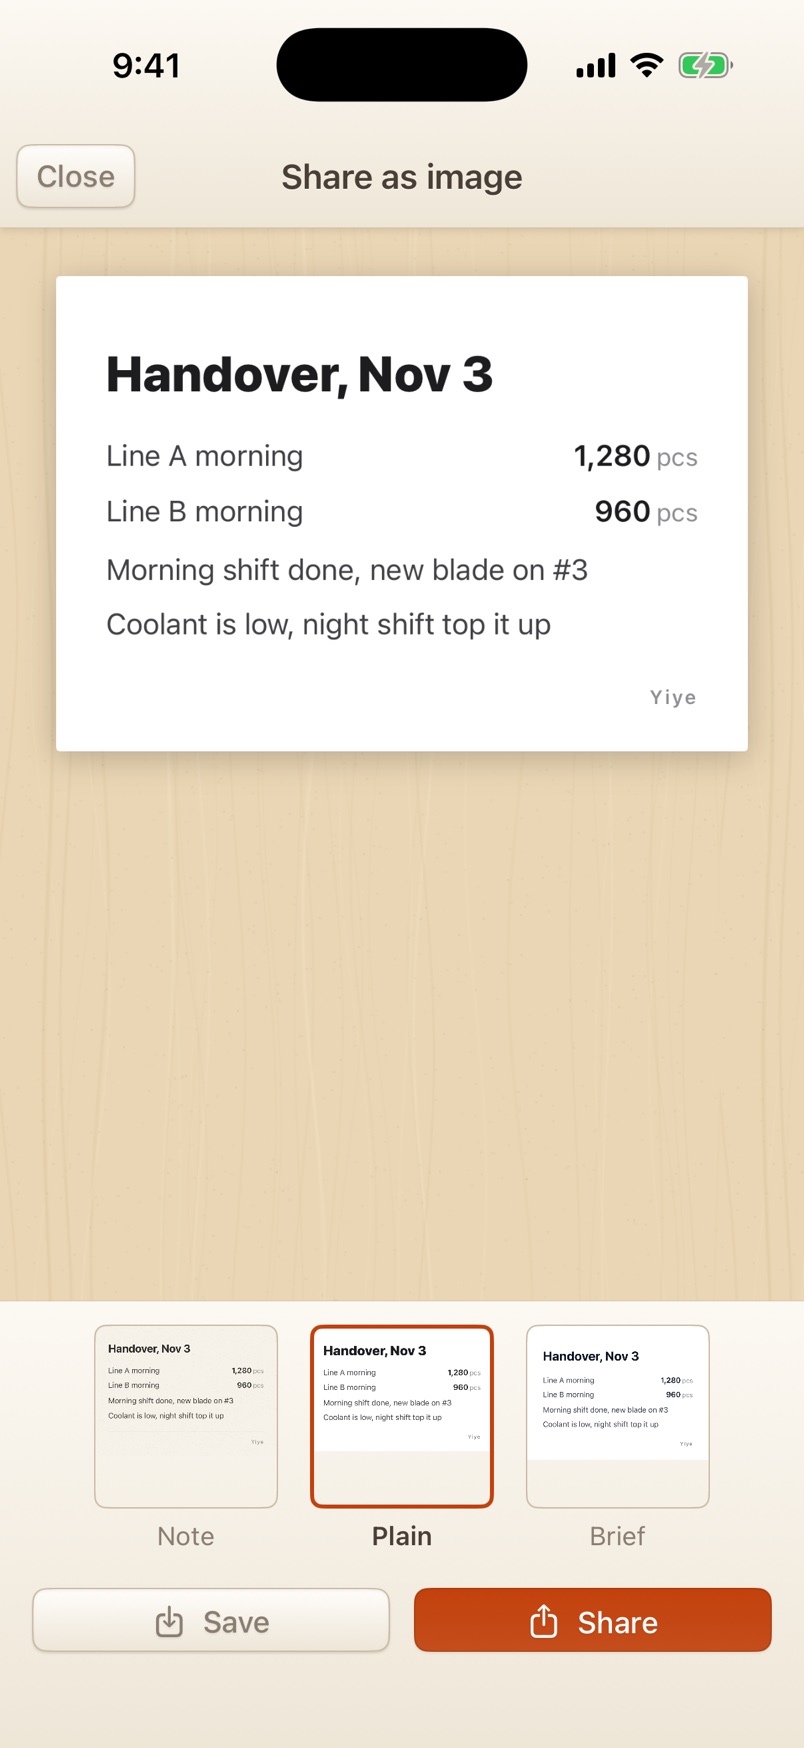 9:41
Close
Share as image
Handover, Nov 3
Line A morning 1,280 pcs
Line B morning 960 pcs
Morning shift done, new blade on #3
Coolant is low, night shift top it up
Yiye
Handover, Nov 3
Line A morning 1,280 pcs
Line B morning 960 pcs
Morning shift done, new blade on #3
Coolant is low, night shift top it up
Yiye
Note
Handover, Nov 3
Line A morning 1,280 pcs
Line B morning 960 pcs
Morning shift done, new blade on #3
Coolant is low, night shift top it up
Yiye
Plain
Handover, Nov 3
Line A morning 1,280 pcs
Line B morning 960 pcs
Morning shift done, new blade on #3
Coolant is low, night shift top it up
Yiye
Brief
Save
Share